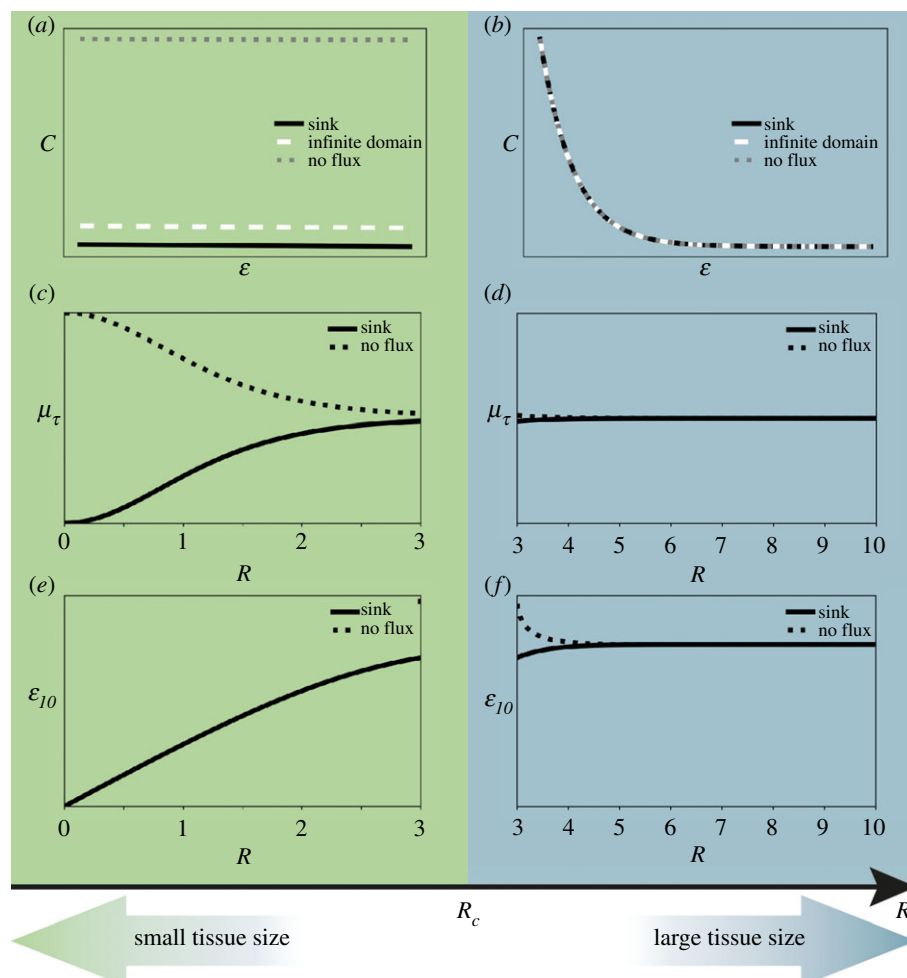 (a)
C
sink
infinite domain
no flux
ε
(b)
C
sink
infinite domain
no flux
ε
(c)
μτ
sink
no flux
0 1 2 3
R
(d)
μτ
sink
no flux
3 4 5 6 7 8 9 10
R
(e)
ε10
sink
no flux
0 1 2 3
R
(f)
ε10
sink
no flux
3 4 5 6 7 8 9 10
R
Rc
R
small tissue size
large tissue size